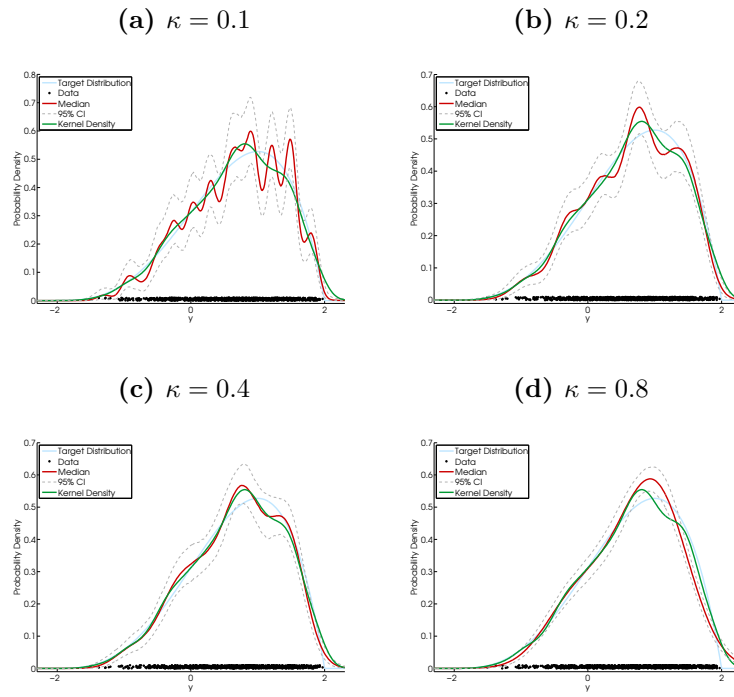 (a) κ = 0.1
Probability Density
0.8
0.7
0.6
0.5
0.4
0.3
0.2
0.1
0
Target Distribution
Data
Median
95% CI
Kernel Density
−2 0 2
y
(b) κ = 0.2
Probability Density
0.7
0.6
0.5
0.4
0.3
0.2
0.1
0
Target Distribution
Data
Median
95% CI
Kernel Density
−2 0 2
y
(c) κ = 0.4
Probability Density
0.7
0.6
0.5
0.4
0.3
0.2
0.1
0
Target Distribution
Data
Median
95% CI
Kernel Density
−2 0 2
y
(d) κ = 0.8
Probability Density
0.7
0.6
0.5
0.4
0.3
0.2
0.1
0
Target Distribution
Data
Median
95% CI
Kernel Density
−2 0 2
y